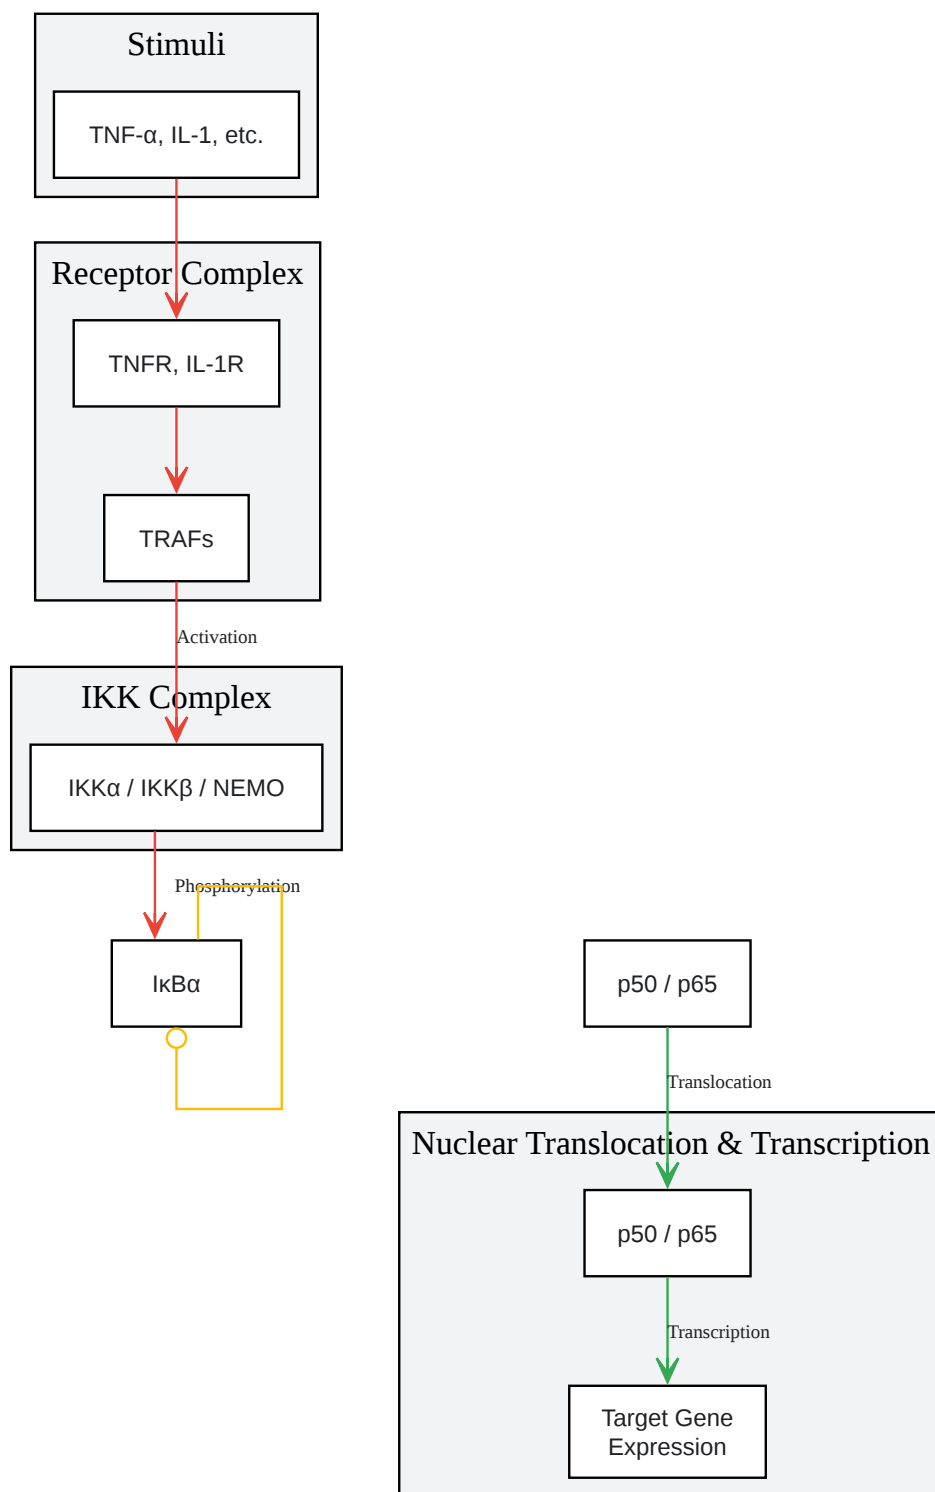 Stimuli
TNF-α, IL-1, etc.
Receptor Complex
TNFR, IL-1R
TRAFs
Activation
IKK Complex
IKKα / IKKβ / NEMO
Phosphorylation
IκBα
p50 / p65
Translocation
Nuclear Translocation & Transcription
p50 / p65
Transcription
Target Gene
Expression